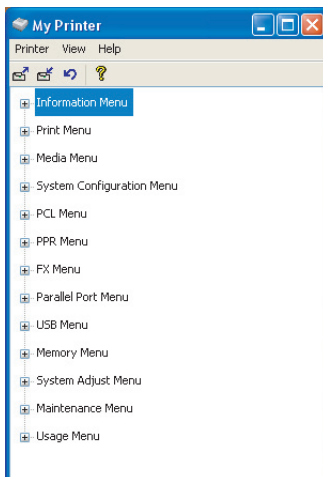 My Printer
Printer View Help
Information Menu
Print Menu
Media Menu
System Configuration Menu
PCL Menu
PPR Menu
FX Menu
Parallel Port Menu
USB Menu
Memory Menu
System Adjust Menu
Maintenance Menu
Usage Menu